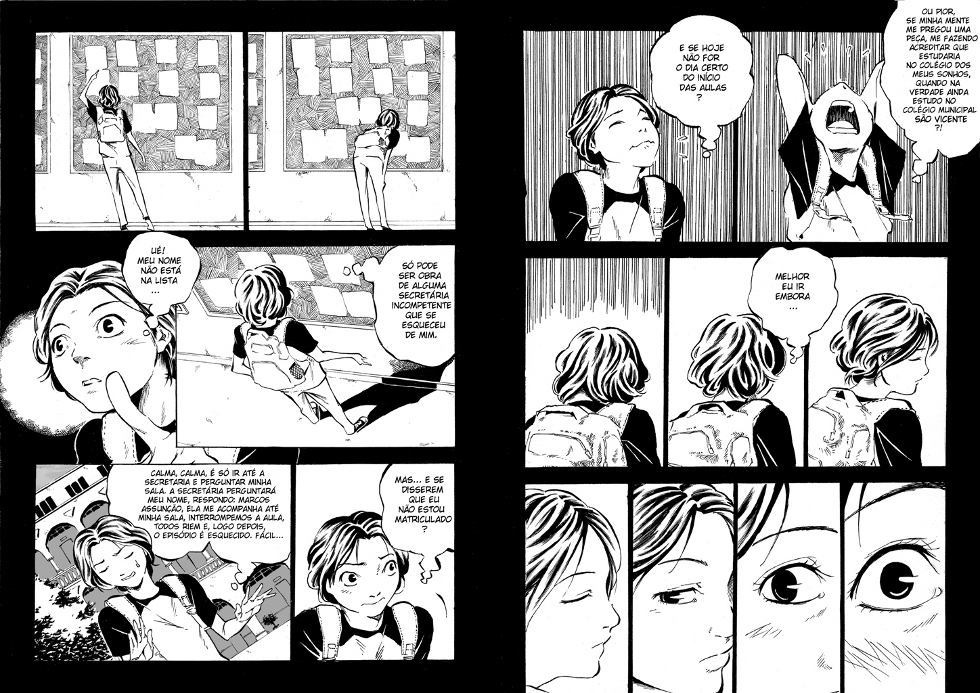 UÉ!
MEU NOME
NÃO ESTÁ
NA LISTA
...
SÓ PODE
SER OBRA
DE ALGUMA
SECRETÁRIA
INCOMPETENTE
QUE SE
ESQUECEU
DE MIM.
CALMA, CALMA, É SÓ IR ATÉ A
SECRETARIA E PERGUNTAR MINHA
SALA. A SECRETÁRIA PERGUNTARÁ
MEU NOME, RESPONDO: MARCOS
ASSUNÇÃO, ELA ME ACOMPANHA ATÉ
MINHA SALA, INTERROMPEMOS A AULA,
TODOS RIEM E, LOGO DEPOIS,
O EPISÓDIO É ESQUECIDO. FÁCIL...
MAS... E SE
DISSEREM
QUE EU
NÃO ESTOU
MATRICULADO
?
E SE HOJE
NÃO FOR
O DIA CERTO
DO INÍCIO
DAS AULAS
?
OU PIOR,
SE MINHA MENTE
ME PREGOU UMA
PEÇA, ME FAZENDO
ACREDITAR QUE
ESTUDARIA
NO COLÉGIO DOS
MEUS SONHOS,
QUANDO NA
VERDADE AINDA
ESTUDO NO
COLÉGIO MUNICIPAL
SÃO VICENTE
?!
MELHOR
EU IR
EMBORA
...